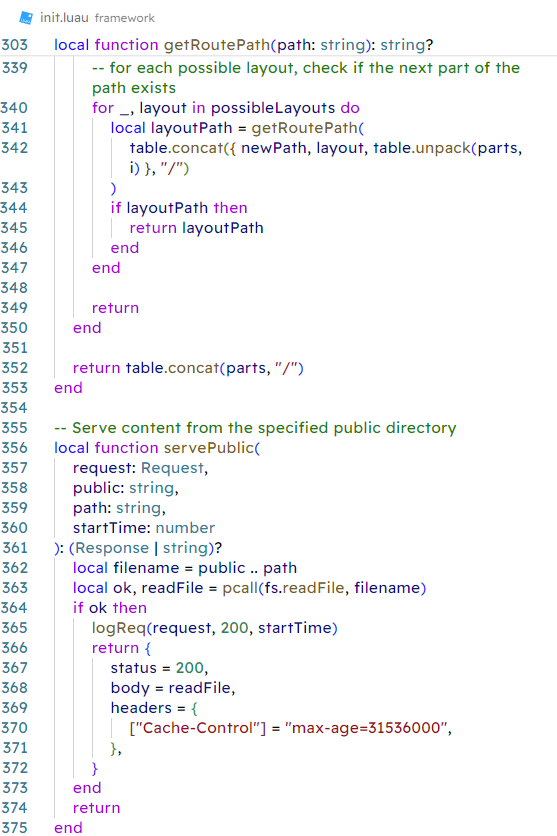 init.luau framework
303 local function getRoutePath(path: string): string?
339 -- for each possible layout, check if the next part of the
path exists
340 for _, layout in possibleLayouts do
341 local layoutPath = getRoutePath(
342 table.concat({ newPath, layout, table.unpack(parts,
i) }, "/")
343 )
344 if layoutPath then
345 return layoutPath
346 end
347 end
348
349 return
350 end
351
352 return table.concat(parts, "/")
353 end
354
355 -- Serve content from the specified public directory
356 local function servePublic(
357 request: Request,
358 public: string,
359 path: string,
360 startTime: number
361 ): (Response | string)?
362 local filename = public .. path
363 local ok, readFile = pcall(fs.readFile, filename)
364 if ok then
365 logReq(request, 200, startTime)
366 return {
367 status = 200,
368 body = readFile,
369 headers = {
370 ["Cache-Control"] = "max-age=31536000",
371 },
372 }
373 end
374 return
375 end